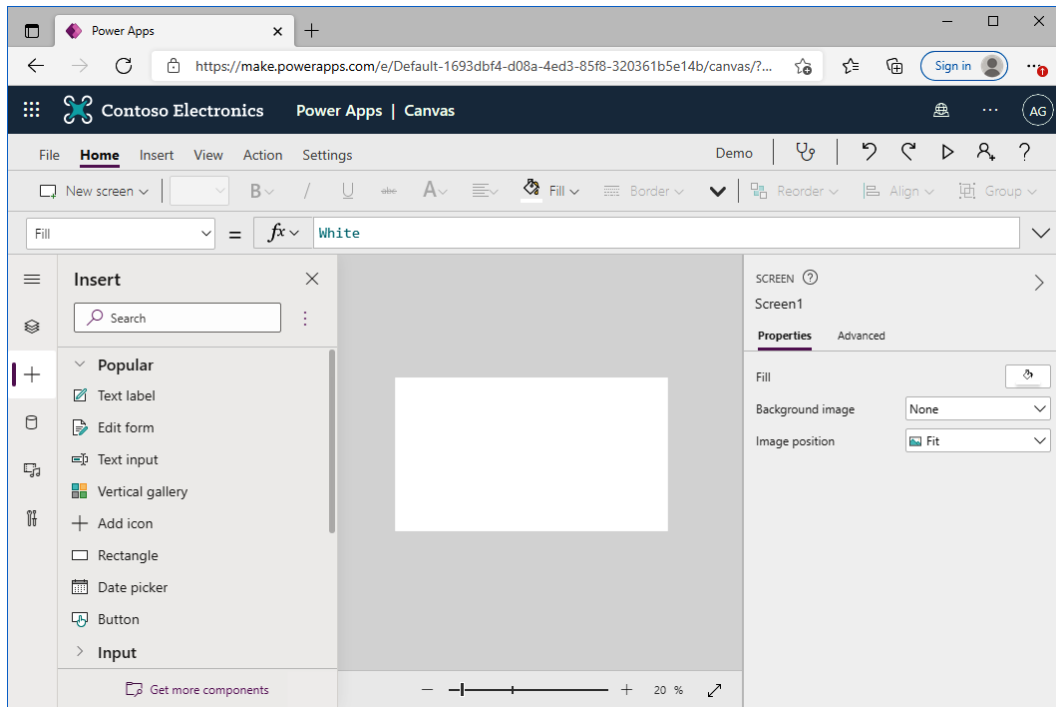 Power Apps
https://make.powerapps.com/e/Default-1693dbf4-d08a-4ed3-85f8-320361b5e14b/canvas/?...
Sign in
Contoso Electronics Power Apps | Canvas AG
File Home Insert View Action Settings Demo
New screen B / U abc A Fill Border Reorder Align Group
Fill = fx White
Insert
Search
Popular
Text label
Edit form
Text input
Vertical gallery
Add icon
Rectangle
Date picker
Button
Input
Get more components
20 %
SCREEN
Screen1
Properties Advanced
Fill
Background image None
Image position Fit